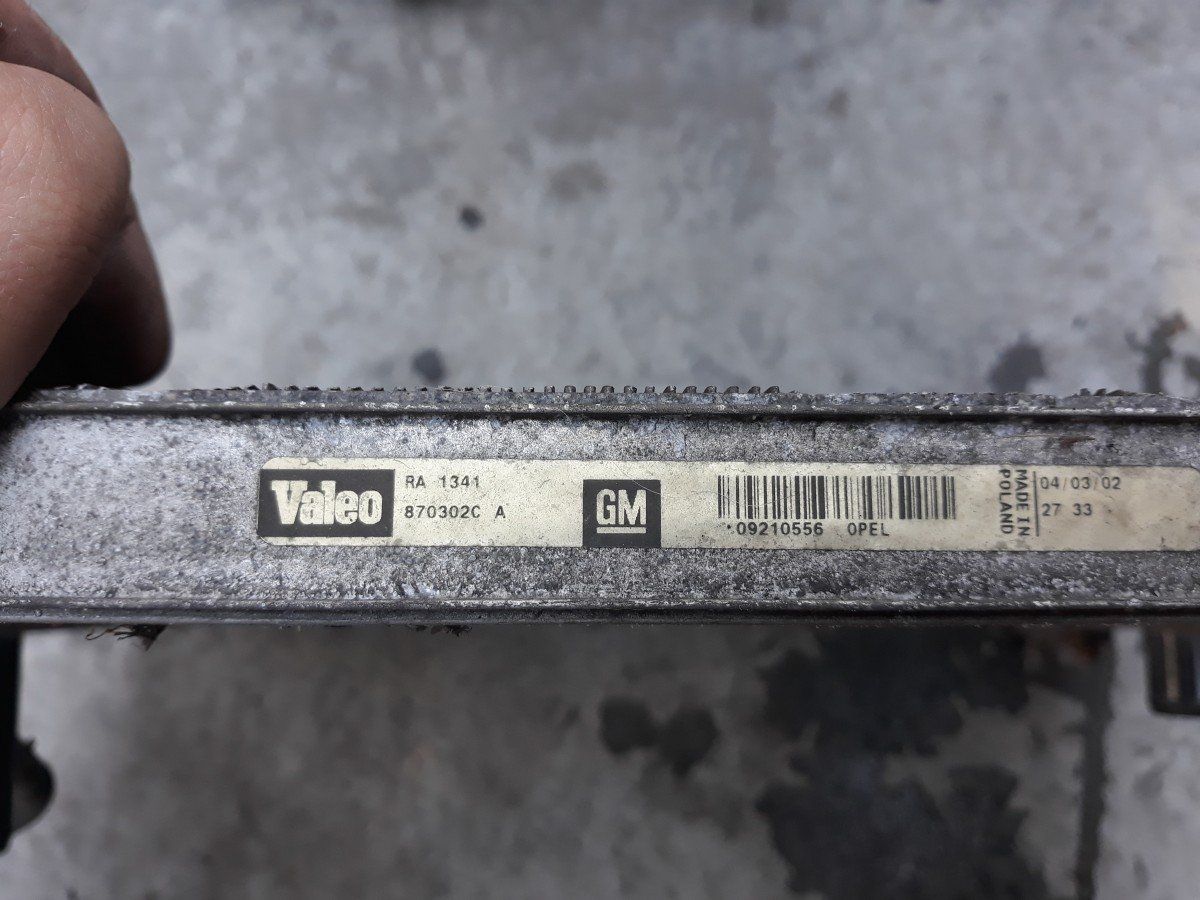 Valeo
RA 1341
870302C A
GM
*09210556 OPEL
MADE IN
POLAND
04/03/02
27 33